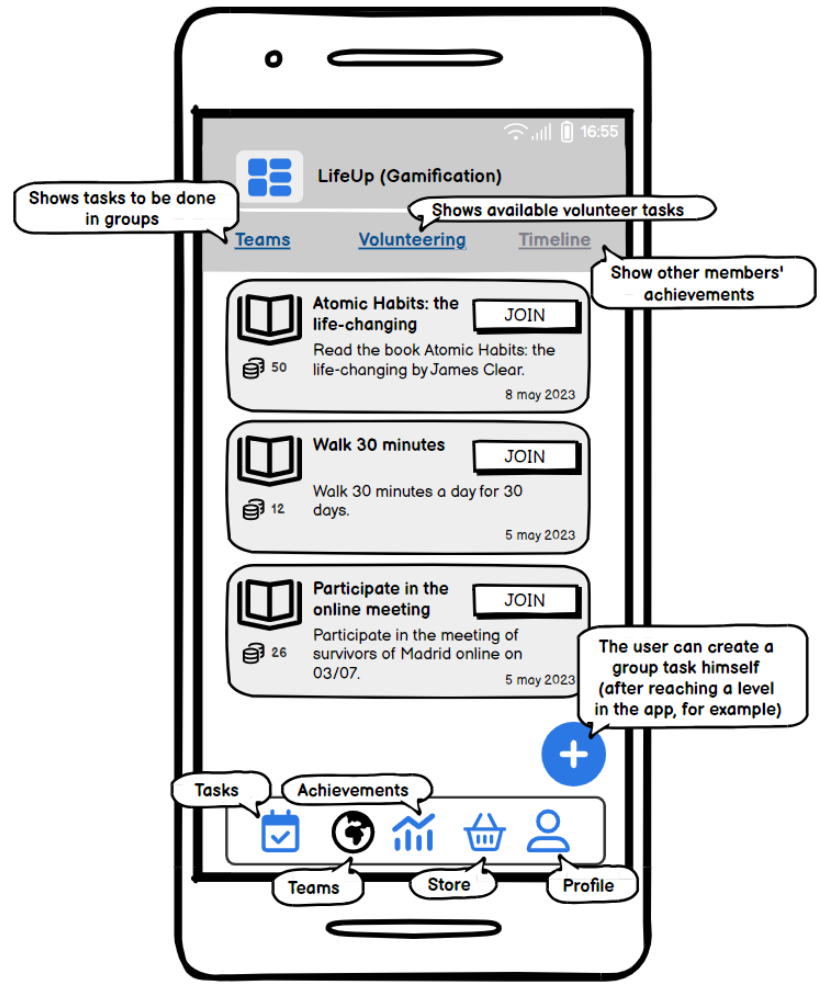 16:55
LifeUp (Gamification)
Shows tasks to be done
in groups
Shows available volunteer tasks
Teams
Volunteering
Timeline
Show other members'
achievements
Atomic Habits: the
life-changing
JOIN
Read the book Atomic Habits: the
life-changing by James Clear.
50
8 may 2023
Walk 30 minutes
JOIN
Walk 30 minutes a day for 30
days.
12
5 may 2023
Participate in the
online meeting
JOIN
Participate in the meeting of
survivors of Madrid online on
03/07.
26
5 may 2023
The user can create a
group task himself
(after reaching a level
in the app, for example)
Tasks
Achievements
Teams
Store
Profile